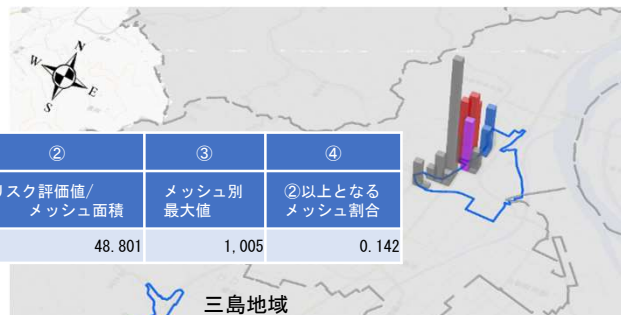 N
W
E
S
② ③ ④
リスク評価値/
メッシュ面積
メッシュ別
最大値
②以上となる
メッシュ割合
48.801 1,005 0.142
三島地域